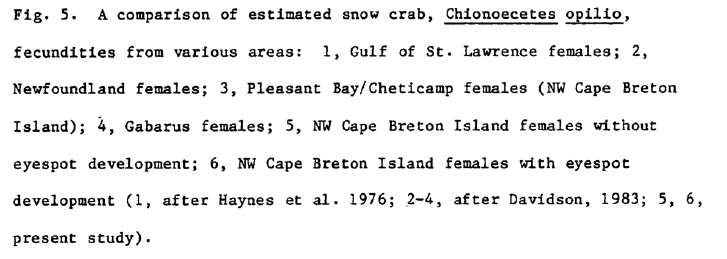 Fig. 5. A comparison of estimated snow crab, Chionoecetes opilio,
fecundities from various areas: 1, Gulf of St. Lawrence females; 2,
Newfoundland females; 3, Pleasant Bay/Cheticamp females (NW Cape Breton
Island); 4, Gabarus females; 5, NW Cape Breton Island females without
eyespot development; 6, NW Cape Breton Island females with eyespot
development (1, after Haynes et al. 1976; 2-4, after Davidson, 1983; 5, 6,
present study).